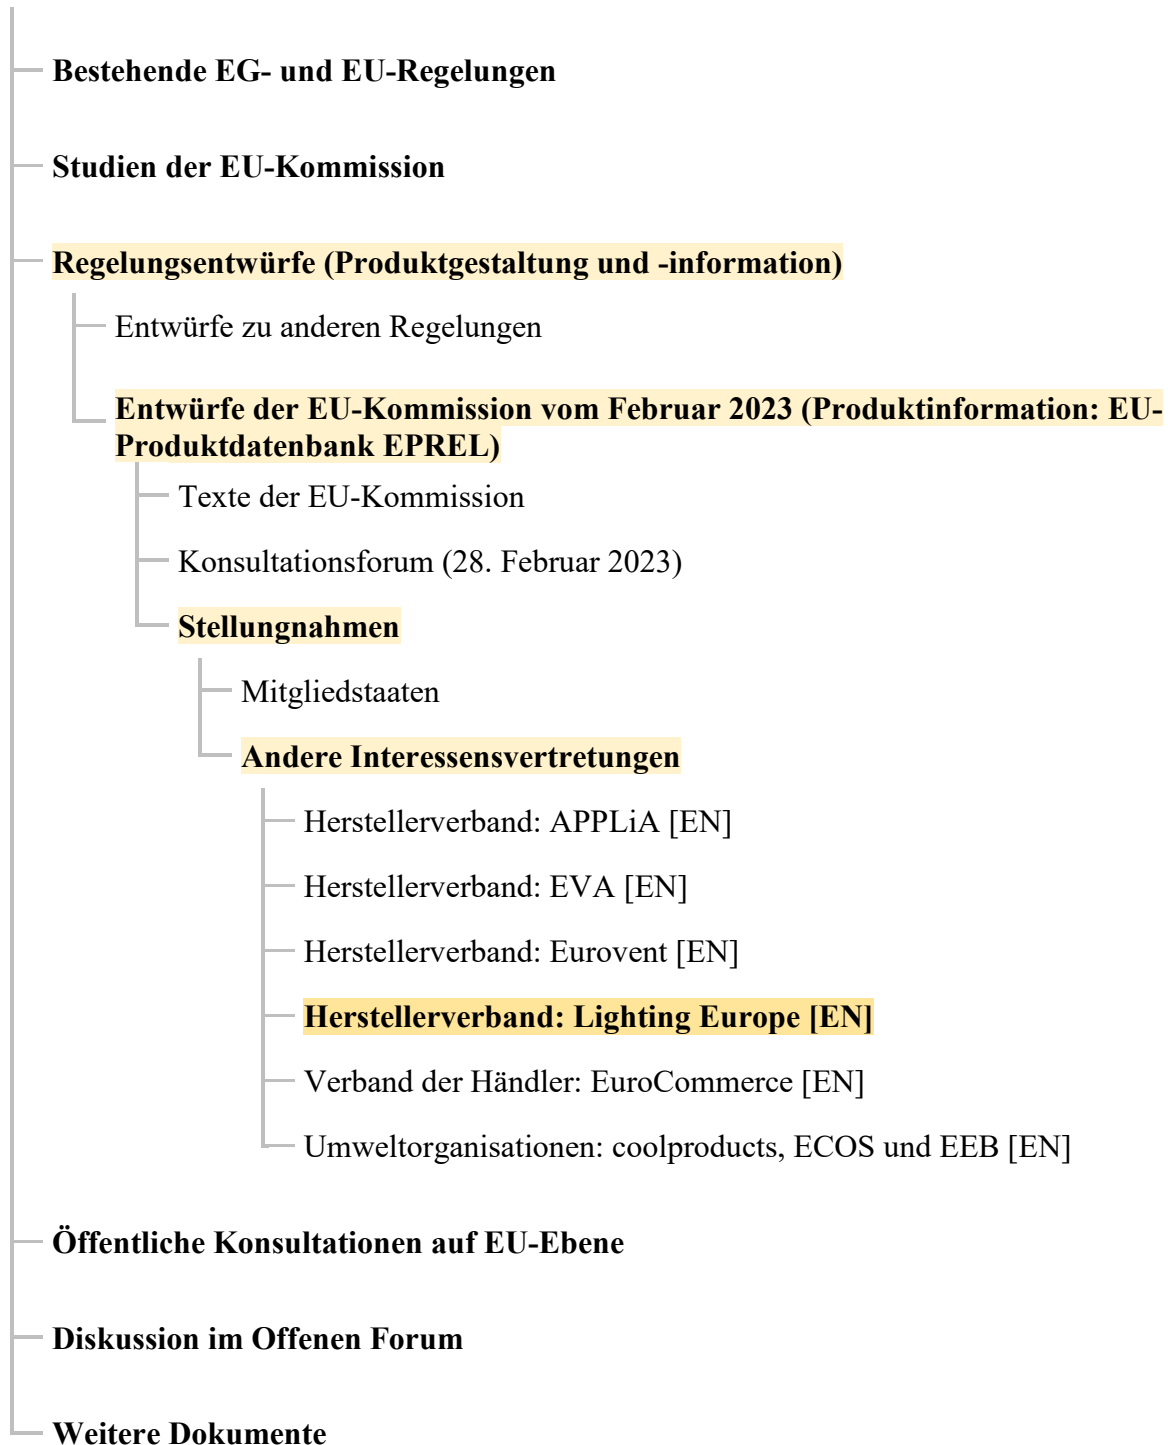 Bestehende EG- und EU-Regelungen
Studien der EU-Kommission
Regelungsentwürfe (Produktgestaltung und -information)
Entwürfe zu anderen Regelungen
Entwürfe der EU-Kommission vom Februar 2023 (Produktinformation: EU-
Produktdatenbank EPREL)
Texte der EU-Kommission
Konsultationsforum (28. Februar 2023)
Stellungnahmen
Mitgliedstaaten
Andere Interessensvertretungen
Herstellerverband: APPLiA [EN]
Herstellerverband: EVA [EN]
Herstellerverband: Eurovent [EN]
Herstellerverband: Lighting Europe [EN]
Verband der Händler: EuroCommerce [EN]
Umweltorganisationen: coolproducts, ECOS und EEB [EN]
Öffentliche Konsultationen auf EU-Ebene
Diskussion im Offenen Forum
Weitere Dokumente